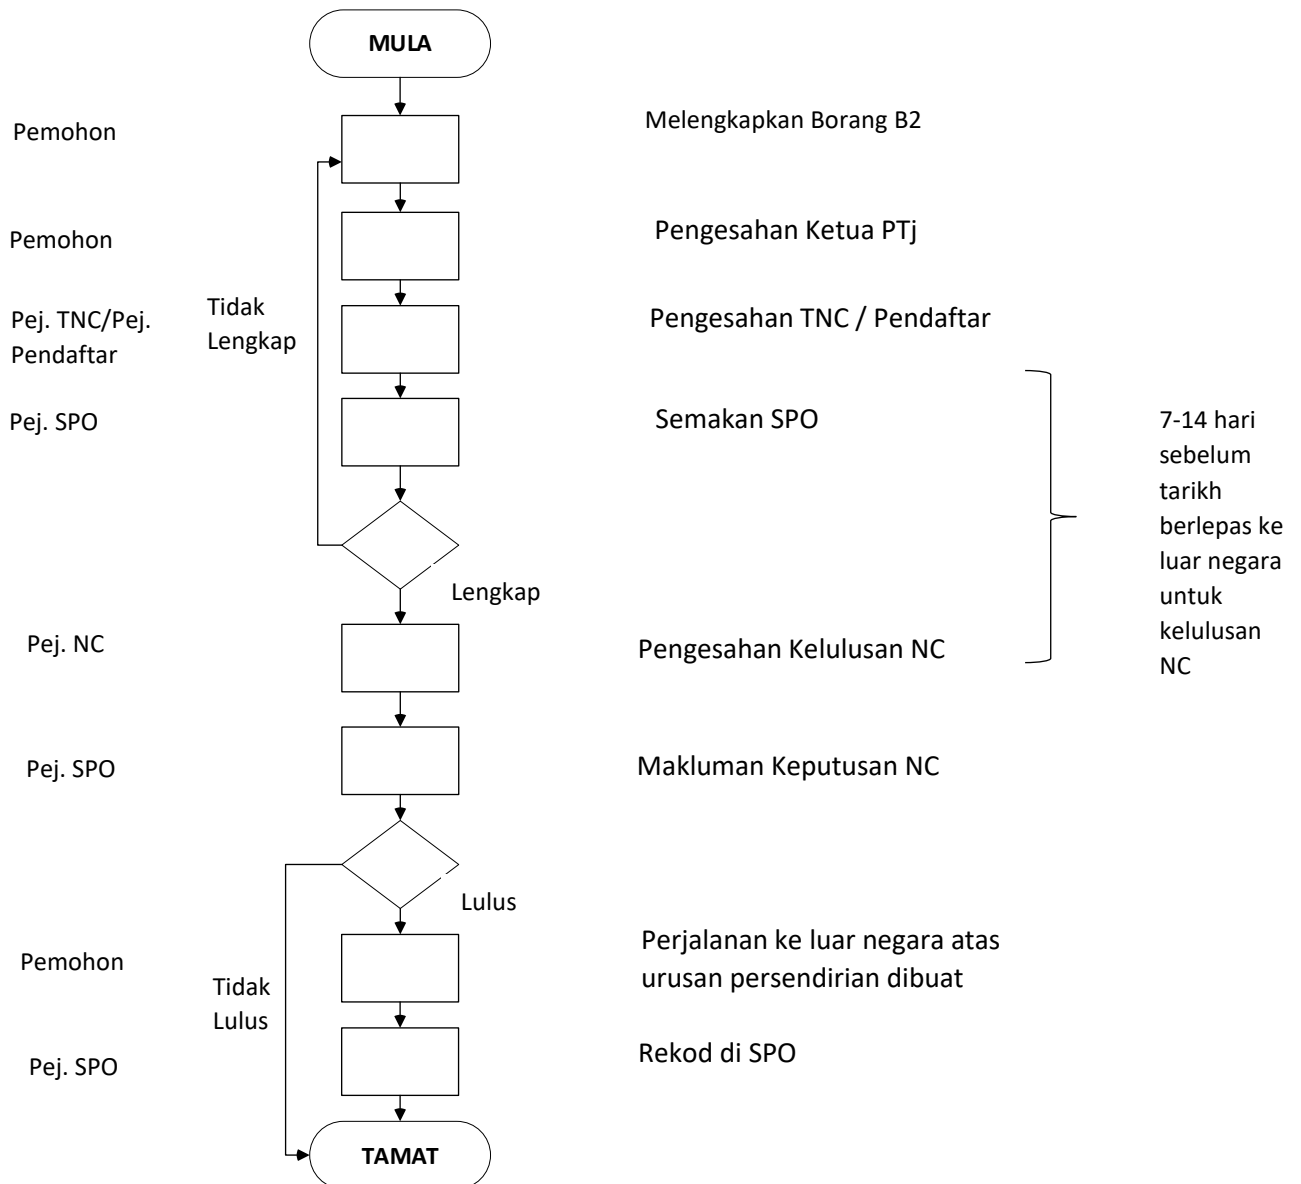 MULA
Pemohon
Melengkapkan Borang B2
Pemohon
Pengesahan Ketua PTj
Pej. TNC/Pej.
Pendaftar
Tidak
Lengkap
Pengesahan TNC / Pendaftar
Pej. SPO
Semakan SPO
7-14 hari
sebelum
tarikh
berlepas ke
luar negara
untuk
kelulusan
NC
Lengkap
Pej. NC
Pengesahan Kelulusan NC
Pej. SPO
Makluman Keputusan NC
Lulus
Pemohon
Tidak
Lulus
Perjalanan ke luar negara atas
urusan persendirian dibuat
Pej. SPO
Rekod di SPO
TAMAT